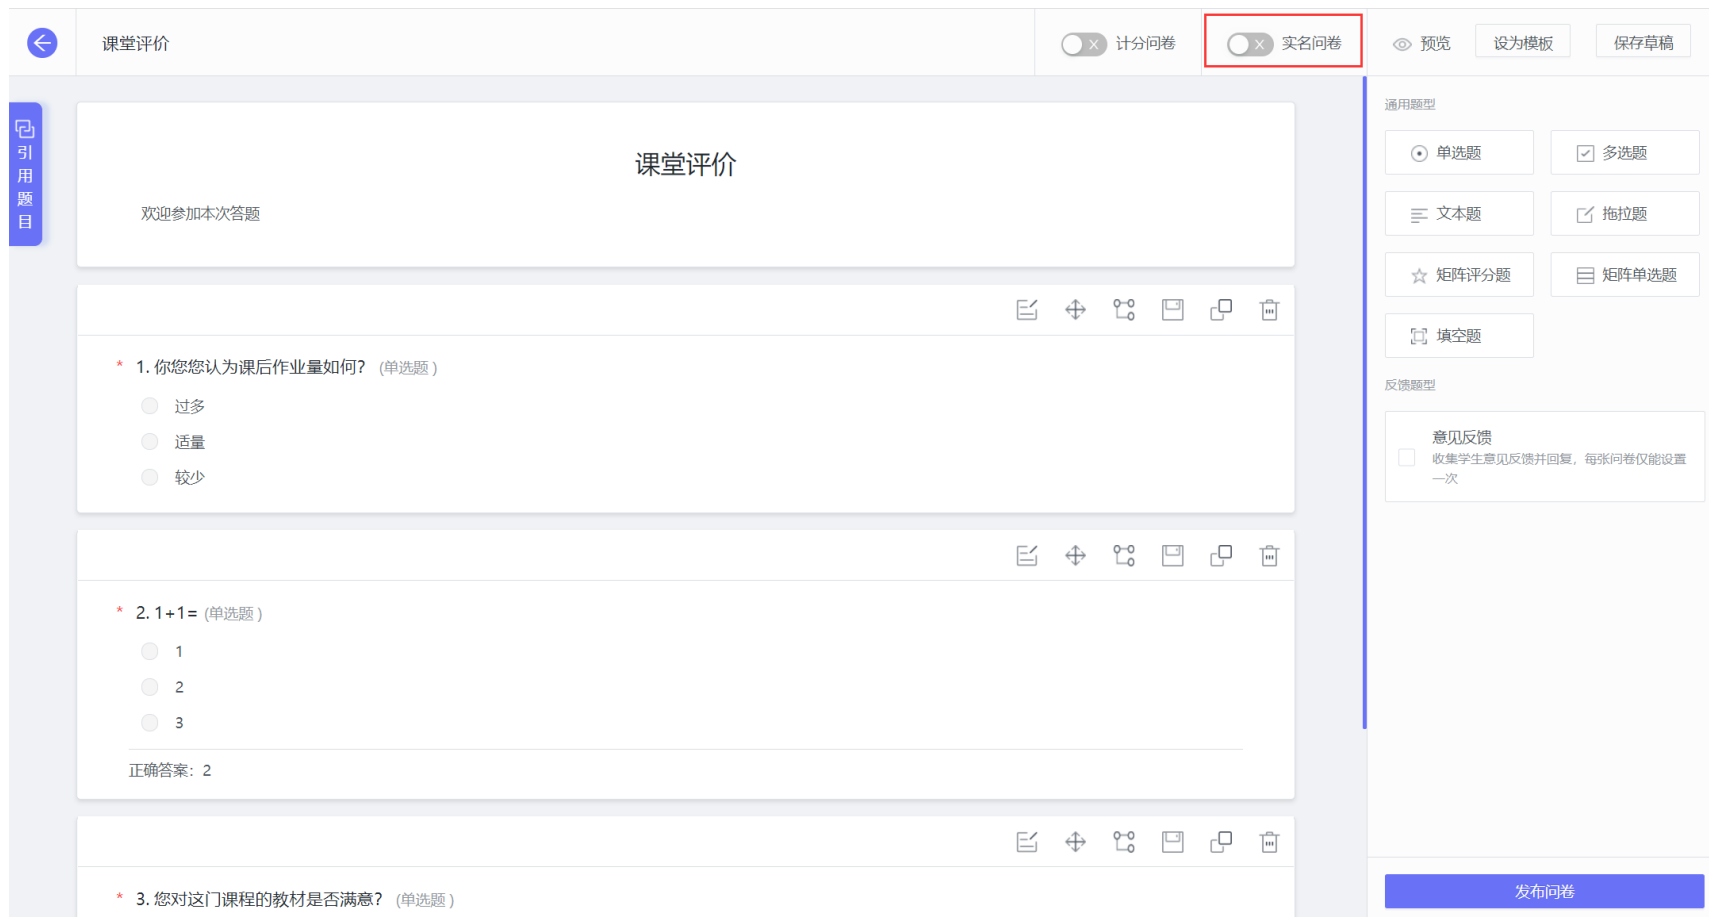 课堂评价
计分问卷
实名问卷
预览
设为模板
保存草稿
引用题目
课堂评价
欢迎参加本次答题
* 1. 你您您认为课后作业量如何? (单选题 )
过多
适量
较少
* 2. 1+1= (单选题 )
1
2
3
正确答案: 2
* 3. 您对这门课程的教材是否满意? (单选题 )
通用题型
单选题
多选题
文本题
拖拉题
矩阵评分题
矩阵单选题
填空题
反馈题型
意见反馈
收集学生意见反馈并回复，每张问卷仅能设置
一次
发布问卷